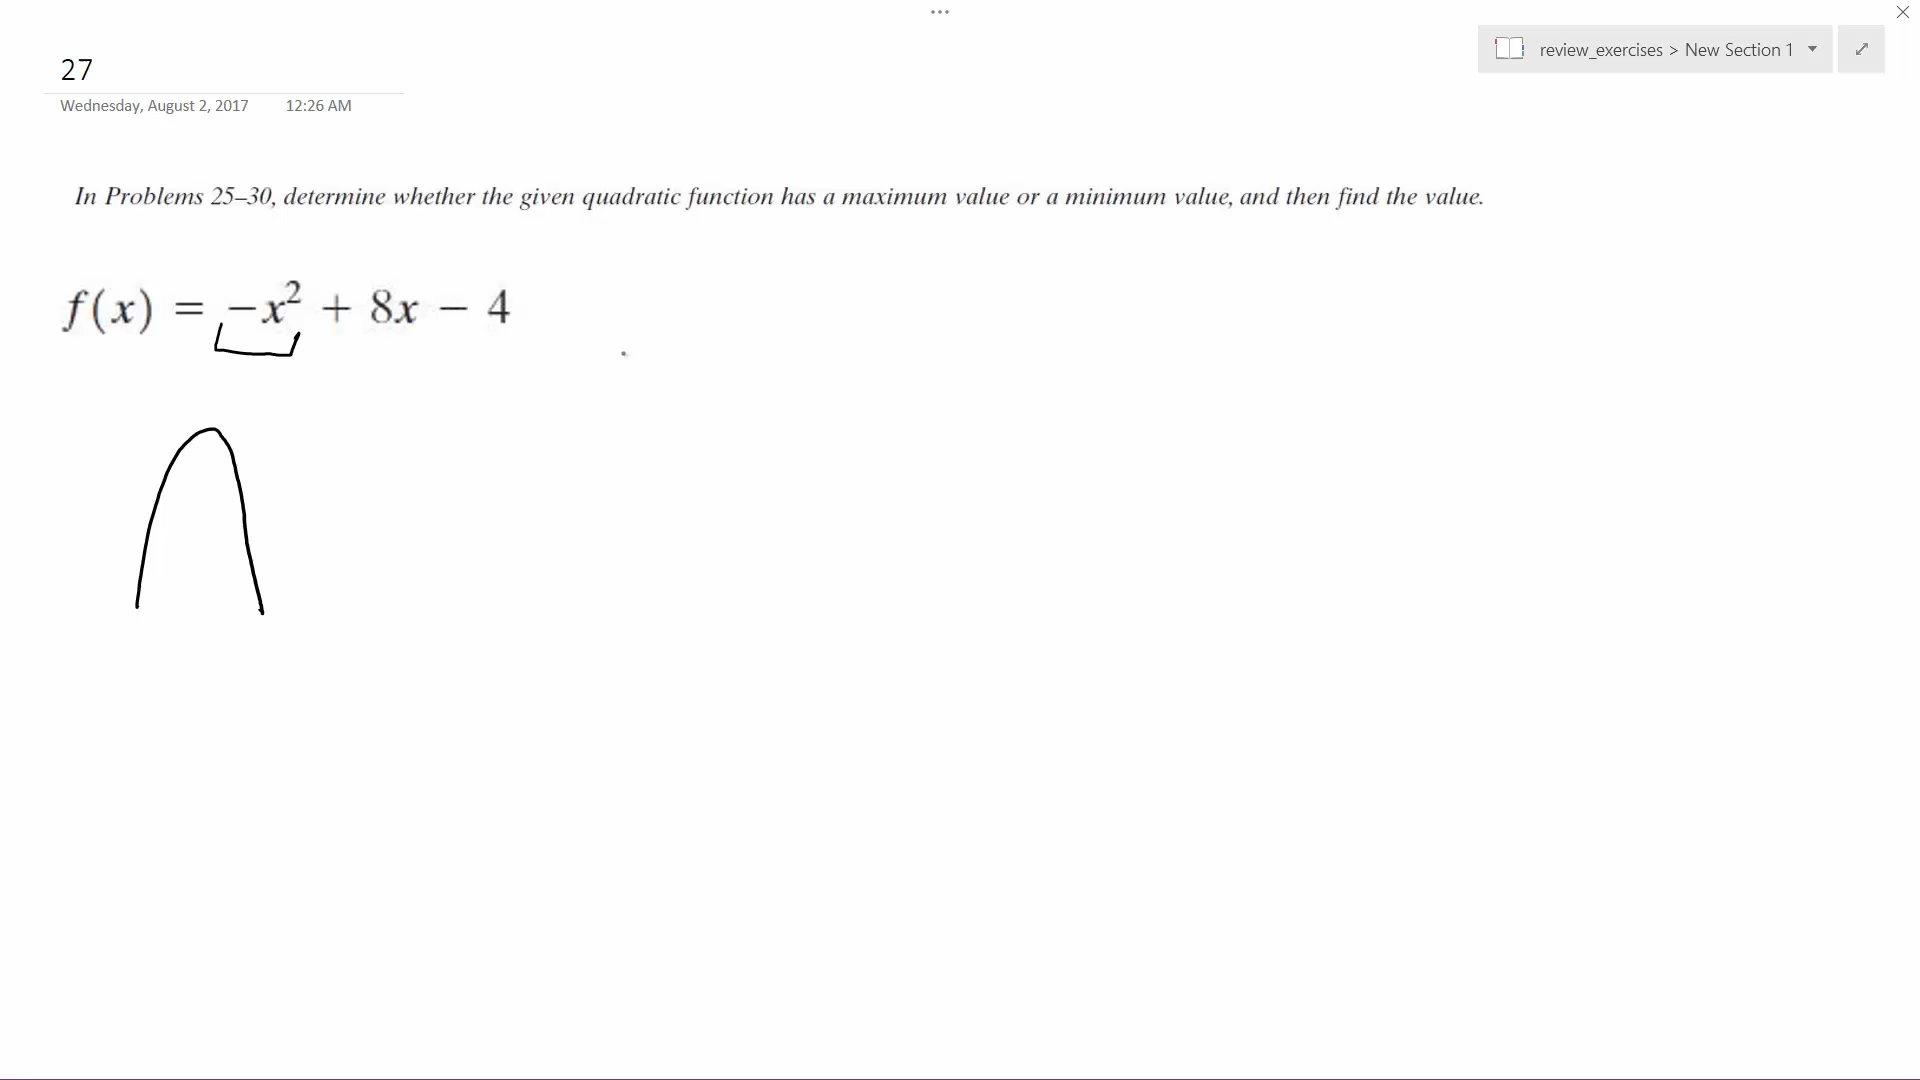 ...
review_exercises > New Section 1
27
Wednesday, August 2, 2017 12:26 AM
In Problems 25–30, determine whether the given quadratic function has a maximum value or a minimum value, and then find the value.
f(x) = −x² + 8x − 4